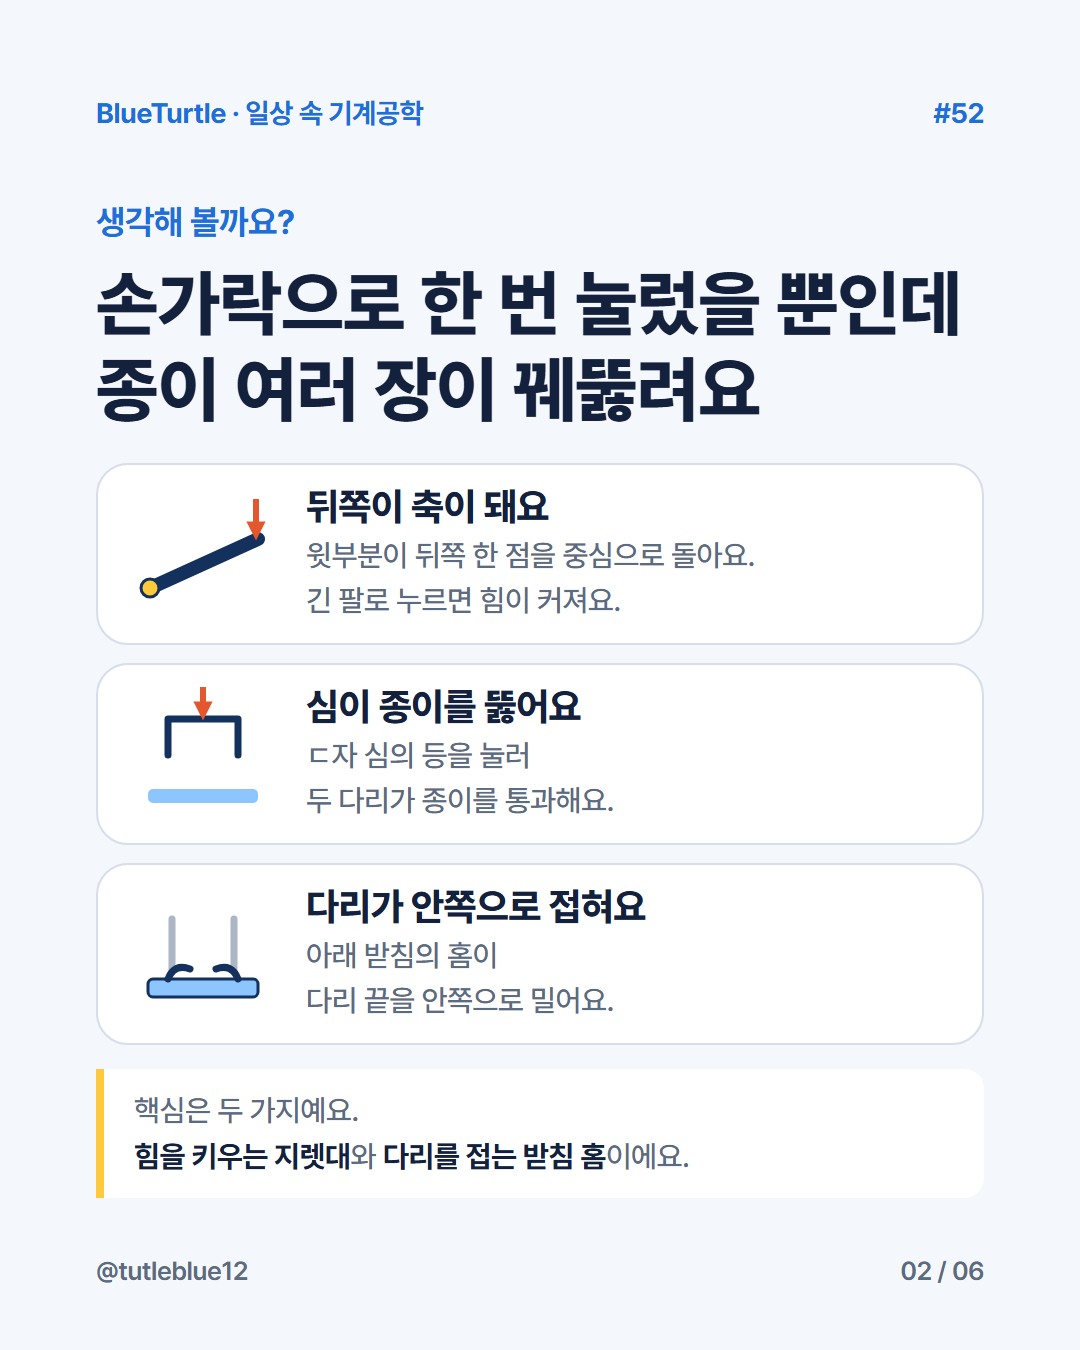 BlueTurtle · 일상 속 기계공학
#52
생각해 볼까요?
손가락으로 한 번 눌렀을 뿐인데
종이 여러 장이 꿰뚫려요
뒤쪽이 축이 돼요
윗부분이 뒤쪽 한 점을 중심으로 돌아요.
긴 팔로 누르면 힘이 커져요.
심이 종이를 뚫어요
ㄷ자 심의 등을 눌러
두 다리가 종이를 통과해요.
다리가 안쪽으로 접혀요
아래 받침의 홈이
다리 끝을 안쪽으로 밀어요.
핵심은 두 가지예요.
힘을 키우는 지렛대와 다리를 접는 받침 홈이에요.
@tutleblue12
02 / 06